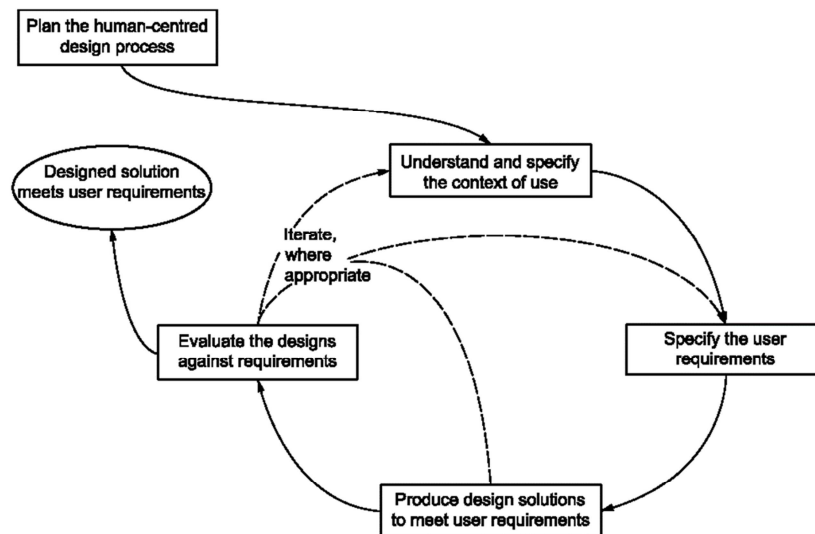 Plan the human-centred
design process
Understand and specify
the context of use
Designed solution
meets user requirements
Iterate,
where
appropriate
Evaluate the designs
against requirements
Specify the user
requirements
Produce design solutions
to meet user requirements